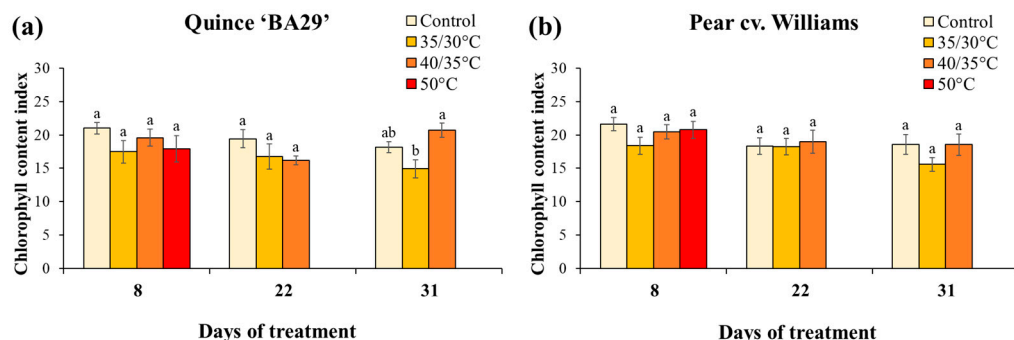 (a) Quince ‘BA29’
Control
35/30°C
40/35°C
50°C
Chlorophyll content index
30
25
20
15
10
5
0
a a a a
a a a
ab b a
8 22 31
Days of treatment
(b) Pear cv. Williams
Control
35/30°C
40/35°C
50°C
Chlorophyll content index
30
25
20
15
10
5
0
a a a a
a a a
a a a
8 22 31
Days of treatment